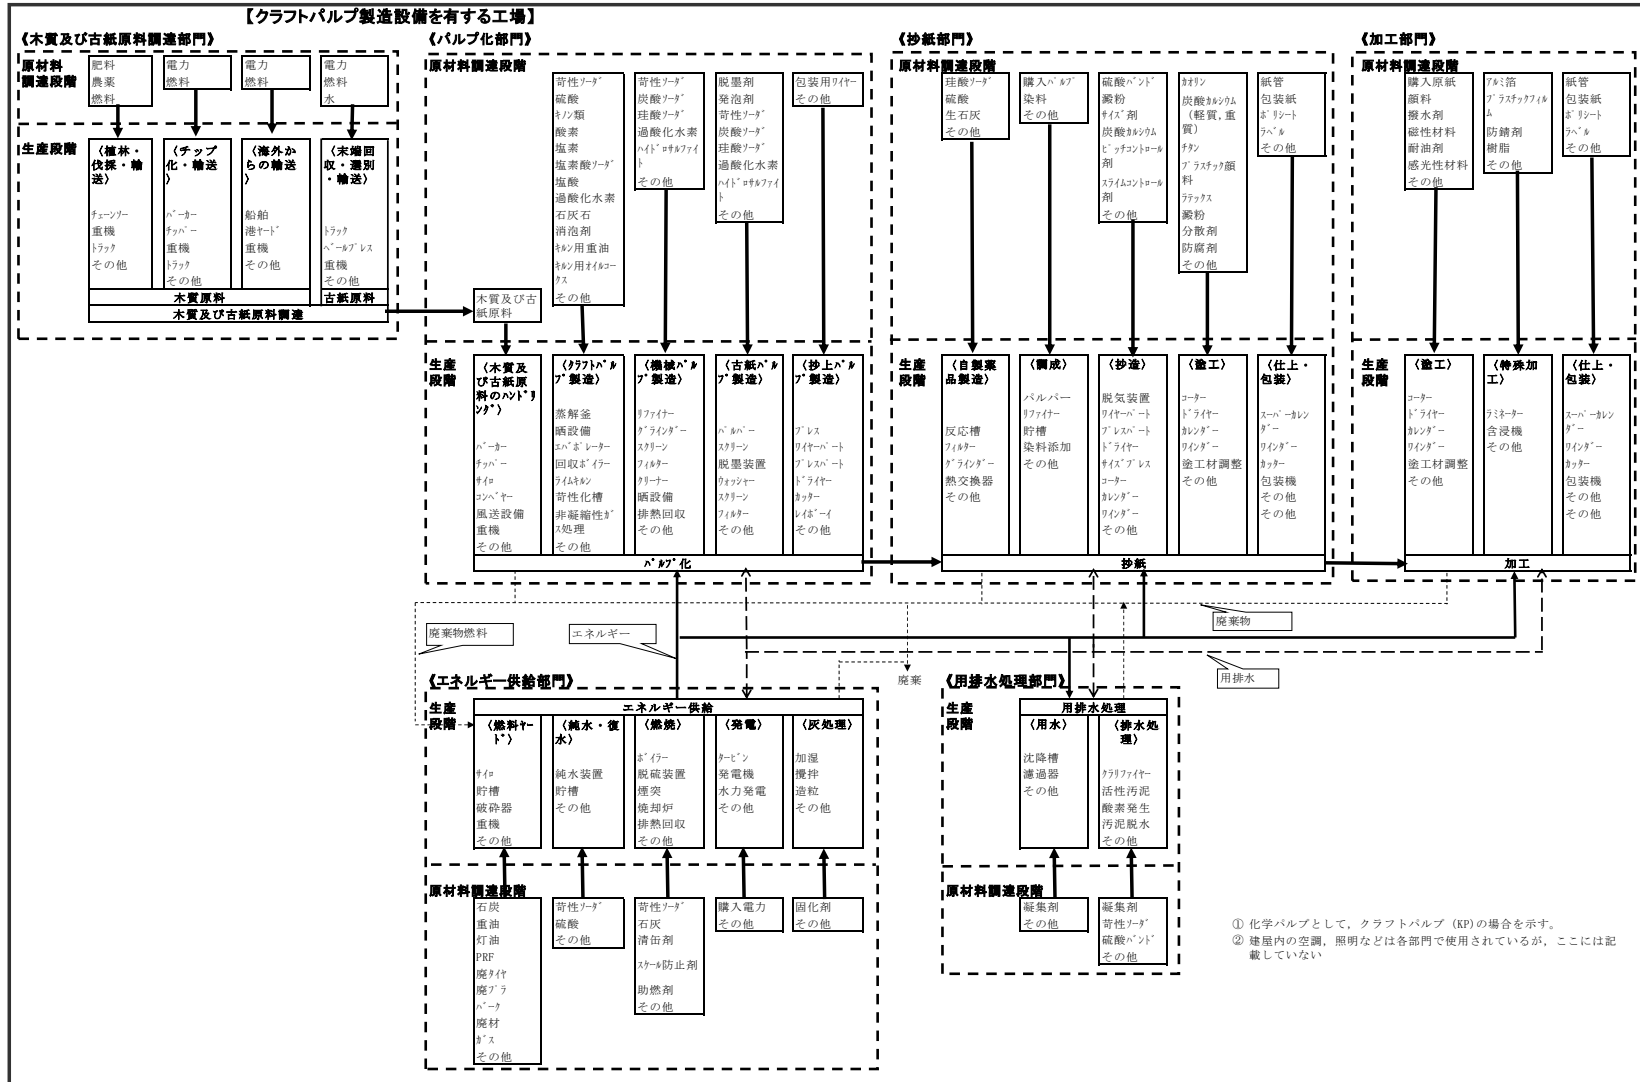 【クラフトパルプ製造設備を有する工場】
《木質及び古紙原料調達部門》
原材料
調達段階
肥料
農薬
燃料
電力
燃料
電力
燃料
電力
燃料
水
生産段階
〈植林・
伐採・輸
送〉
チェーンソー
重機
トラック
その他
〈チップ
化・輸送
〉
バーカー
チッパー
重機
トラック
その他
〈海外か
らの輸送
〉
船舶
港ヤード
重機
その他
〈末端回
収・選別
・輸送〉
トラック
ベールプレス
重機
その他
木質原料
古紙原料
木質及び古紙原料調達
《パルプ化部門》
原材料調達段階
木質及び古
紙原料
苛性ソーダ
硫酸
キノン類
酸素
塩素
塩素酸ソーダ
塩酸
過酸化水素
石灰石
消泡剤
キルン用重油
キルン用オイルコー
クス
その他
苛性ソーダ
炭酸ソーダ
珪酸ソーダ
過酸化水素
ハイドロサルファイ
ト
その他
脱墨剤
発泡剤
苛性ソーダ
炭酸ソーダ
珪酸ソーダ
過酸化水素
ハイドロサルファイ
ト
その他
包装用ワイヤー
その他
生産
段階
〈木質及
び古紙原
料のハンドリ
ング〉
バーカー
チッパー
サイロ
コンベヤー
風送設備
重機
その他
〈クラフトパル
プ製造〉
蒸解釜
晒設備
エバポレーター
回収ボイラー
ライムキルン
苛性化槽
非凝縮性ガ
ス処理
その他
〈機械パル
プ製造〉
リファイナー
グラインダー
スクリーン
フィルター
クリーナー
晒設備
排熱回収
その他
〈古紙パル
プ製造〉
パルパー
スクリーン
脱墨装置
ウォッシャー
スクリーン
フィルター
その他
〈抄上パル
プ製造〉
プレス
ワイヤーパート
プレスパート
ドライヤー
カッター
レイボーイ
その他
パルプ化
《抄紙部門》
原材料調達段階
珪酸ソーダ
硫酸
生石灰
その他
購入パルプ
染料
その他
硫酸バンド
澱粉
サイズ剤
炭酸カルシウム
ピッチコントロール
剤
スライムコントロール
剤
その他
カオリン
炭酸カルシウム
（軽質,重
質）
チタン
プラスチック顔
料
ラテックス
澱粉
分散剤
防腐剤
その他
紙管
包装紙
ポリシート
ラベル
その他
生産
段階
〈自製薬
品製造〉
反応槽
フィルター
グラインダー
熱交換器
その他
〈調成〉
パルパー
リファイナー
貯槽
染料添加
その他
〈抄造〉
脱気装置
ワイヤーパート
プレスパート
ドライヤー
サイズプレス
コーター
カレンダー
ワインダー
その他
〈塗工〉
コーター
ドライヤー
カレンダー
ワインダー
塗工材調整
その他
〈仕上・
包装〉
スーパーカレン
ダー
ワインダー
カッター
包装機
その他
その他
抄紙
《加工部門》
原材料調達段階
購入原紙
顔料
撥水剤
磁性材料
耐油剤
感光性材料
その他
アルミ箔
プラスチックフィル
ム
防錆剤
樹脂
その他
紙管
包装紙
ポリシート
ラベル
その他
生産
段階
〈塗工〉
コーター
ドライヤー
カレンダー
ワインダー
塗工材調整
その他
〈特殊加
工〉
ラミネーター
含浸機
その他
〈仕上・
包装〉
スーパーカレン
ダー
ワインダー
カッター
包装機
その他
その他
加工
廃棄物燃料
エネルギー
廃棄物
用排水
廃棄
《エネルギー供給部門》
生産
段階
エネルギー供給
〈燃料ヤー
ド〉
サイロ
貯槽
破砕器
重機
その他
〈純水・復
水〉
純水装置
貯槽
その他
〈燃焼〉
ボイラー
脱硫装置
煙突
焼却炉
排熱回収
その他
〈発電〉
タービン
発電機
水力発電
その他
〈灰処理〉
加湿
攪拌
造粒
その他
原材料調達段階
石炭
重油
灯油
PRF
廃タイヤ
廃プラ
バーク
廃材
ガス
その他
苛性ソーダ
硫酸
その他
苛性ソーダ
石灰
清缶剤
スケール防止剤
助燃剤
その他
購入電力
その他
固化剤
その他
《用排水処理部門》
生産
段階
用排水処理
〈用水〉
沈降槽
濾過器
その他
〈排水処
理〉
クラリファイヤー
活性汚泥
酸素発生
汚泥脱水
その他
原材料調達段階
凝集剤
その他
凝集剤
苛性ソーダ
硫酸バンド
その他
① 化学パルプとして，クラフトパルプ (KP)の場合を示す。
② 建屋内の空調，照明などは各部門で使用されているが，ここには記
載していない